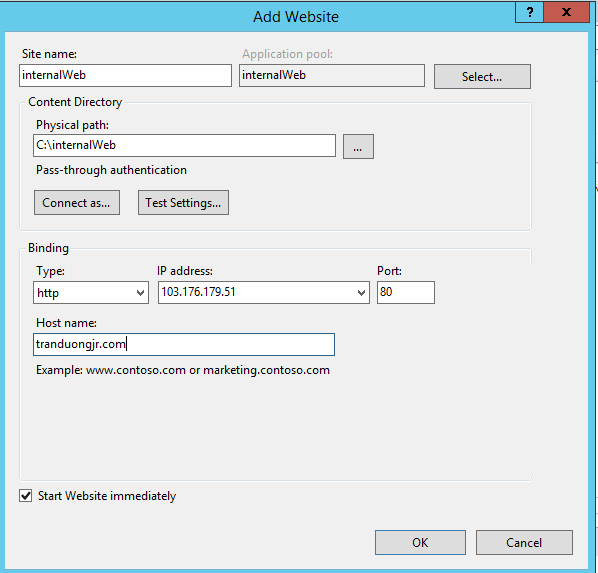 Add Website
?
X
Site name:
Application pool:
internalWeb
internalWeb
Select...
Content Directory
Physical path:
C:\internalWeb
...
Pass-through authentication
Connect as...
Test Settings...
Binding
Type:
IP address:
Port:
http
103.176.179.51
80
Host name:
tranduongjr.com
Example: www.contoso.com or marketing.contoso.com
Start Website immediately
OK
Cancel